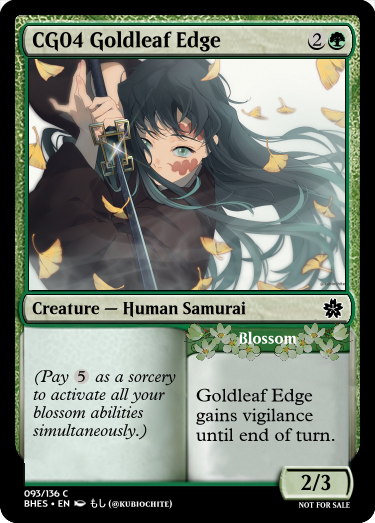 CG04 Goldleaf Edge 2
Creature — Human Samurai
Blossom
(Pay 5 as a sorcery
to activate all your
blossom abilities
simultaneously.)
Goldleaf Edge
gains vigilance
until end of turn.
2/3
093/136 C
BHES • EN もし (@KUBIOCHITE)
NOT FOR SALE